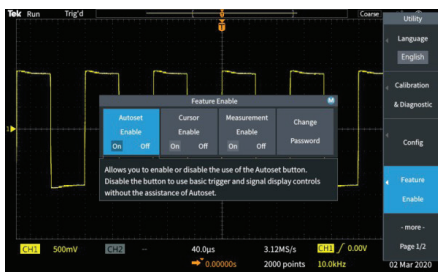 Tek Run Trig'd Coarse
Utility
Language
English
Calibration
& Diagnostic
Config
Feature
Enable
- more -
Page 1/2
T
Feature Enable M
Autoset
Enable
On Off
Cursor
Enable
On Off
Measurement
Enable
On Off
Change
Password
Allows you to enable or disable the use of the Autoset button.
Disable the button to use basic trigger and signal display controls
without the assistance of Autoset.
1
CH1 500mV CH2 -- 40.0µs 3.12MS/s CH1 / 0.00V
0.00000s 2000 points 10.0kHz 02 Mar 2020